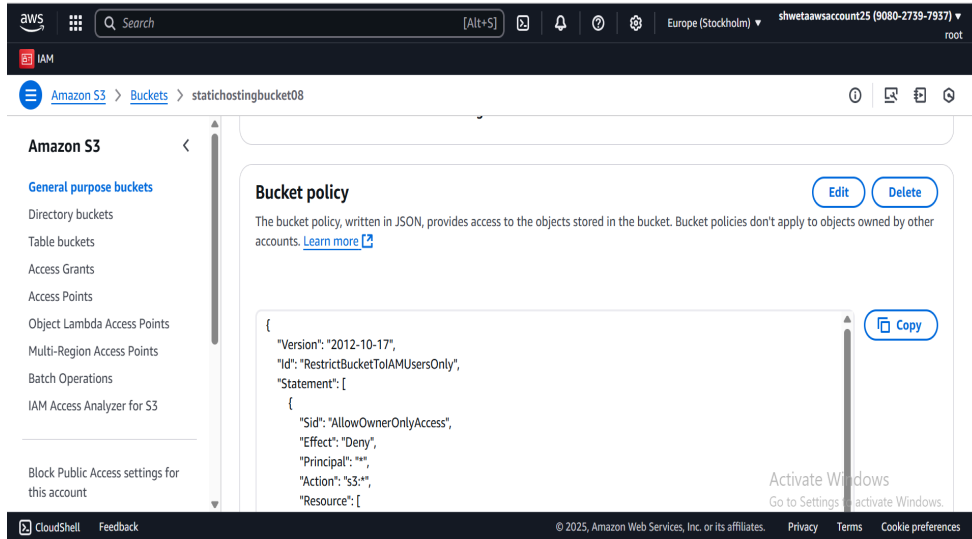 aws
Search
[Alt+S]
Europe (Stockholm) ▼
shwetaawsaccount25 (9080-2739-7937) ▼
root
IAM
Amazon S3 > Buckets > statichostingbucket08
Amazon S3
General purpose buckets
Directory buckets
Table buckets
Access Grants
Access Points
Object Lambda Access Points
Multi-Region Access Points
Batch Operations
IAM Access Analyzer for S3
Block Public Access settings for
this account
Bucket policy
Edit
Delete
The bucket policy, written in JSON, provides access to the objects stored in the bucket. Bucket policies don't apply to objects owned by other
accounts. Learn more
Copy
{
"Version": "2012-10-17",
"Id": "RestrictBucketToIAMUsersOnly",
"Statement": [
{
"Sid": "AllowOwnerOnlyAccess",
"Effect": "Deny",
"Principal": "*",
"Action": "s3:*",
"Resource": [
Activate Windows
Go to Settings to activate Windows.
CloudShell
Feedback
© 2025, Amazon Web Services, Inc. or its affiliates.
Privacy
Terms
Cookie preferences